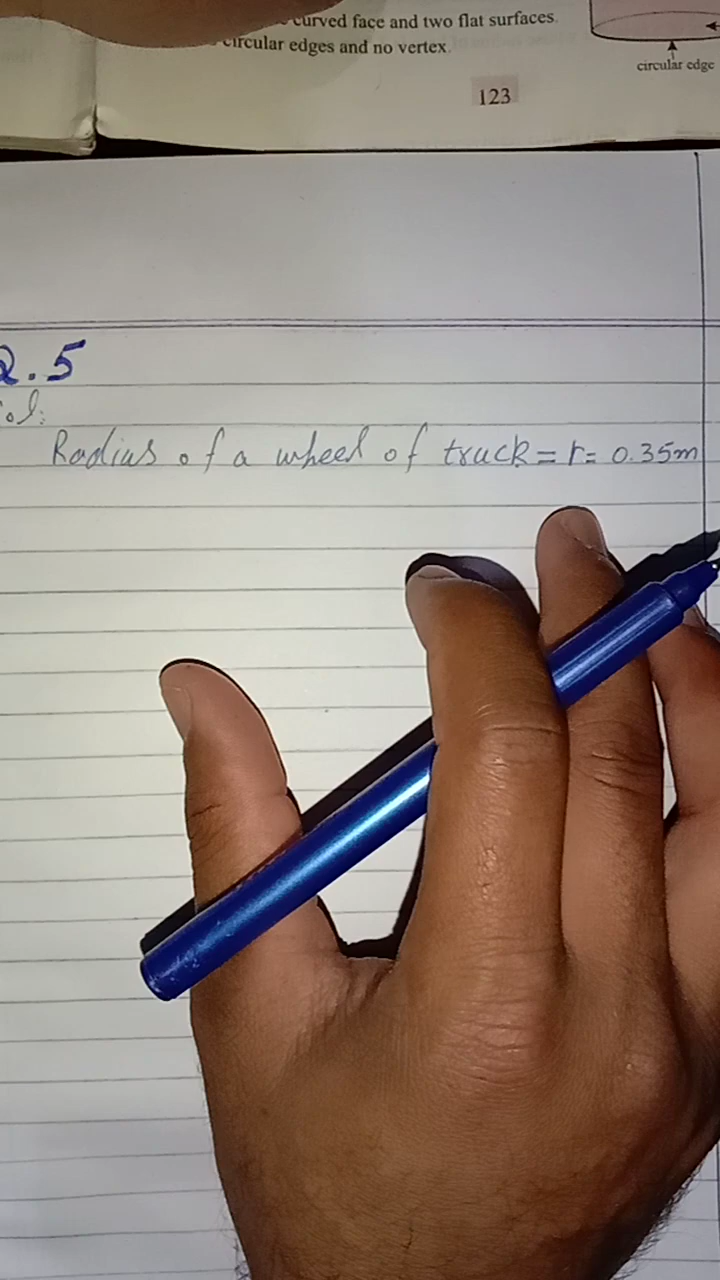 curved face and two flat surfaces.
circular edges and no vertex.
circular edge
123
Q.5
Sol:
Radius of a wheel of truck = r = 0.35m